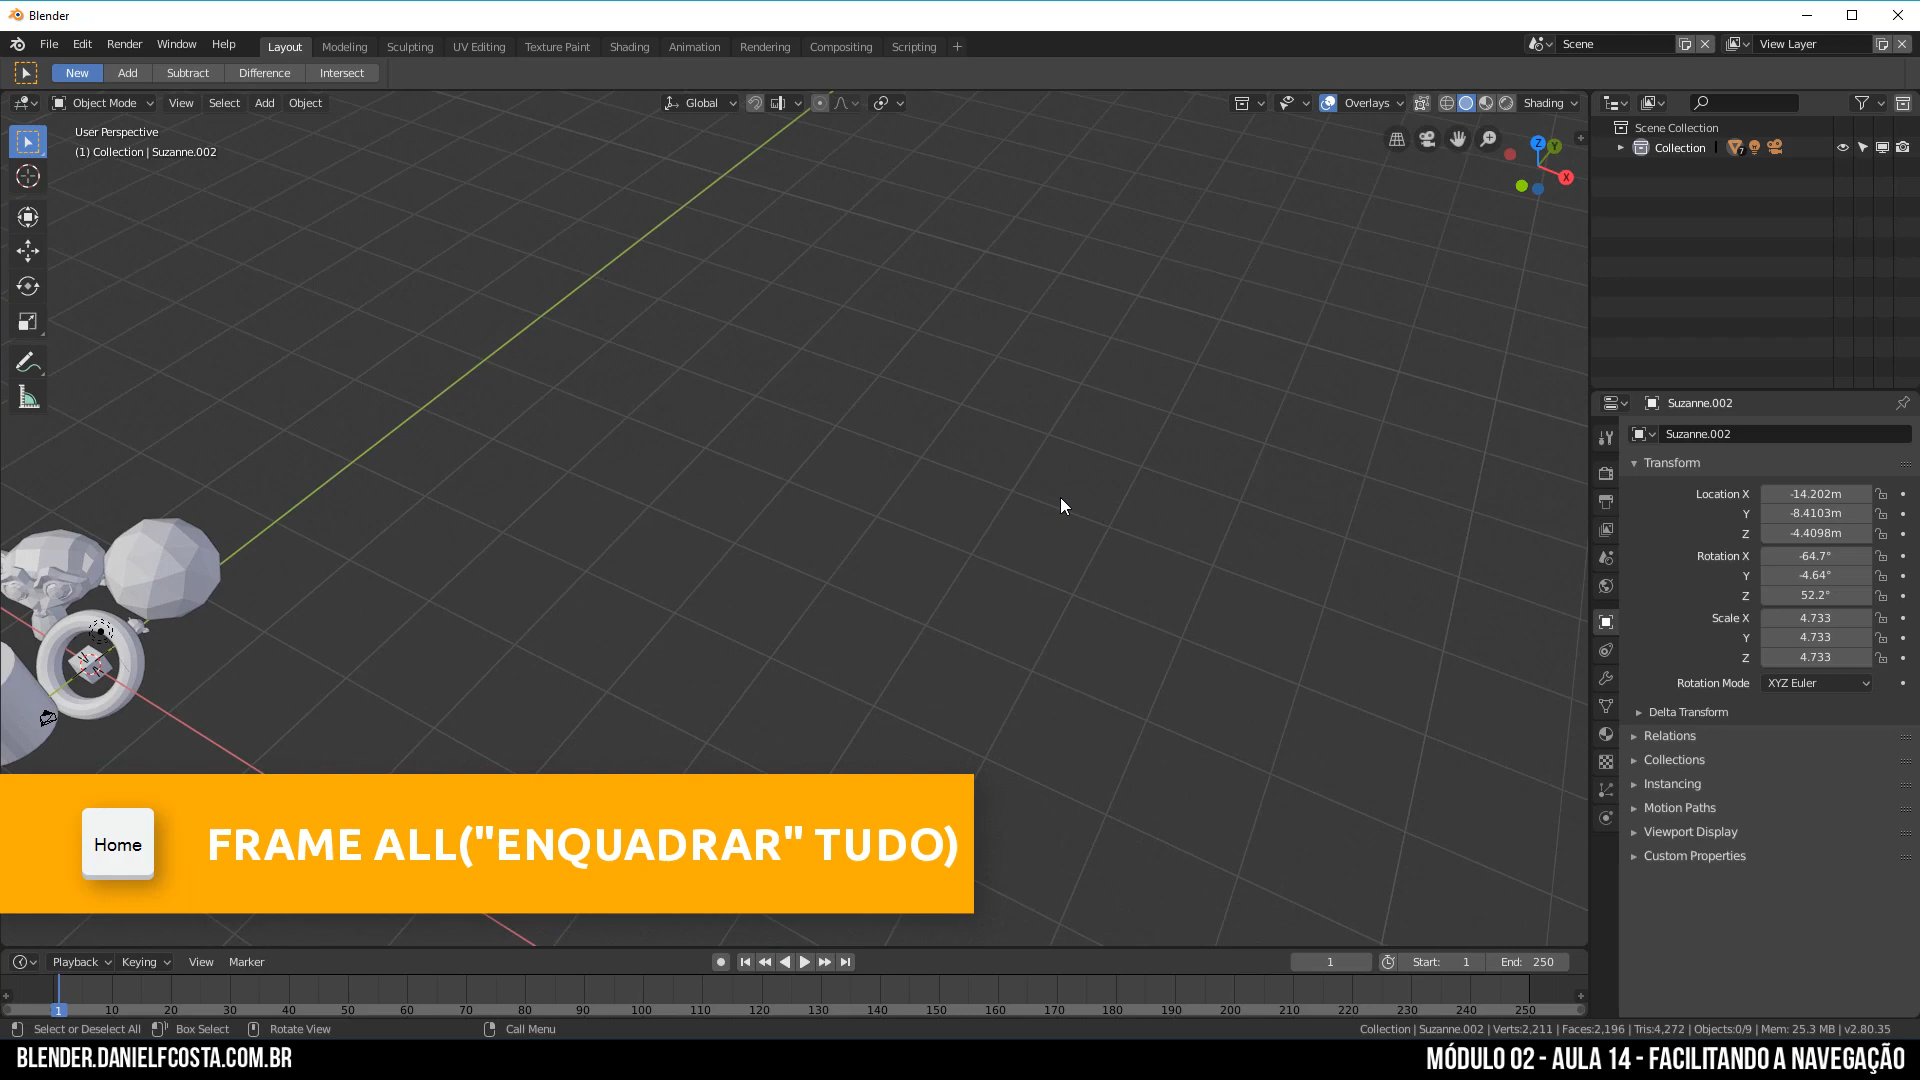 Blender
File Edit Render Window Help Layout Modeling Sculpting UV Editing Texture Paint Shading Animation Rendering Compositing Scripting + Scene View Layer
New Add Subtract Difference Intersect
Object Mode View Select Add Object Global Overlays Shading
User Perspective
(1) Collection | Suzanne.002
Z Y X
Scene Collection
Collection 7
Suzanne.002
Suzanne.002
Transform
Location X -14.202m
Y -8.4103m
Z -4.4098m
Rotation X -64.7°
Y -4.64°
Z 52.2°
Scale X 4.733
Y 4.733
Z 4.733
Rotation Mode XYZ Euler
Delta Transform
Relations
Collections
Instancing
Motion Paths
Viewport Display
Custom Properties
Home FRAME ALL("ENQUADRAR" TUDO)
Playback Keying View Marker 1 Start: 1 End: 250
1 10 20 30 40 50 60 70 80 90 100 110 120 130 140 150 160 170 180 190 200 210 220 230 240 250
Select or Deselect All Box Select Rotate View Call Menu Collection | Suzanne.002 | Verts:2,211 | Faces:2,196 | Tris:4,272 | Objects:0/9 | Mem: 25.3 MB | v2.80.35
BLENDER.DANIELFCOSTA.COM.BR MÓDULO 02 - AULA 14 - FACILITANDO A NAVEGAÇÃO